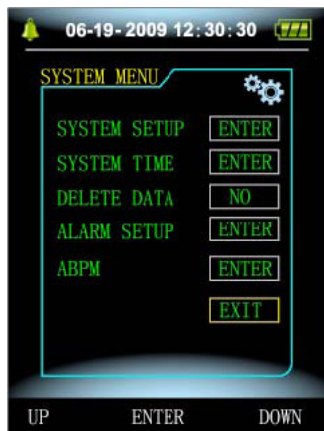 06-19-2009 12:30:30
SYSTEM MENU
SYSTEM SETUP ENTER
SYSTEM TIME ENTER
DELETE DATA NO
ALARM SETUP ENTER
ABPM ENTER
EXIT
UP ENTER DOWN